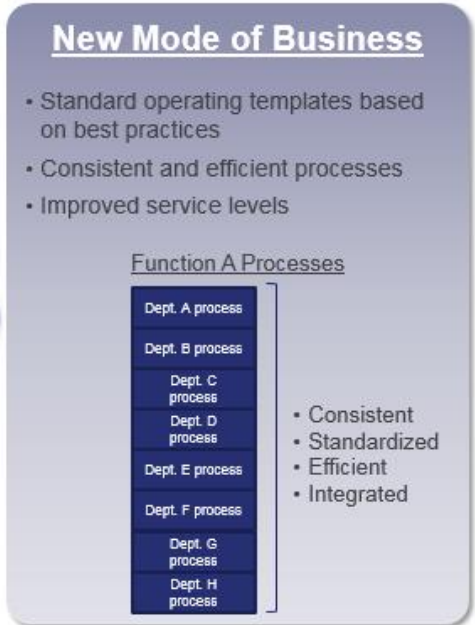 New Mode of Business
• Standard operating templates based
on best practices
• Consistent and efficient processes
• Improved service levels
Function A Processes
Dept. A process
Dept. B process
Dept. C
process
Dept. D
process
Dept. E process
Dept. F process
Dept. G
process
Dept. H
process
• Consistent
• Standardized
• Efficient
• Integrated